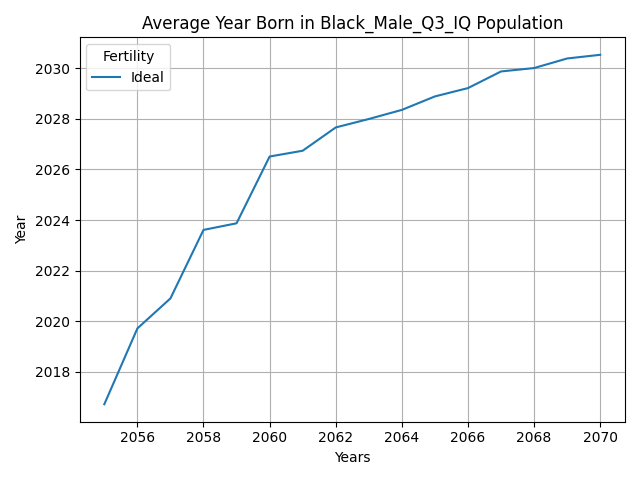 Average Year Born in Black_Male_Q3_IQ Population
Fertility
Ideal
Year
2030
2028
2026
2024
2022
2020
2018
2056 2058 2060 2062 2064 2066 2068 2070
Years